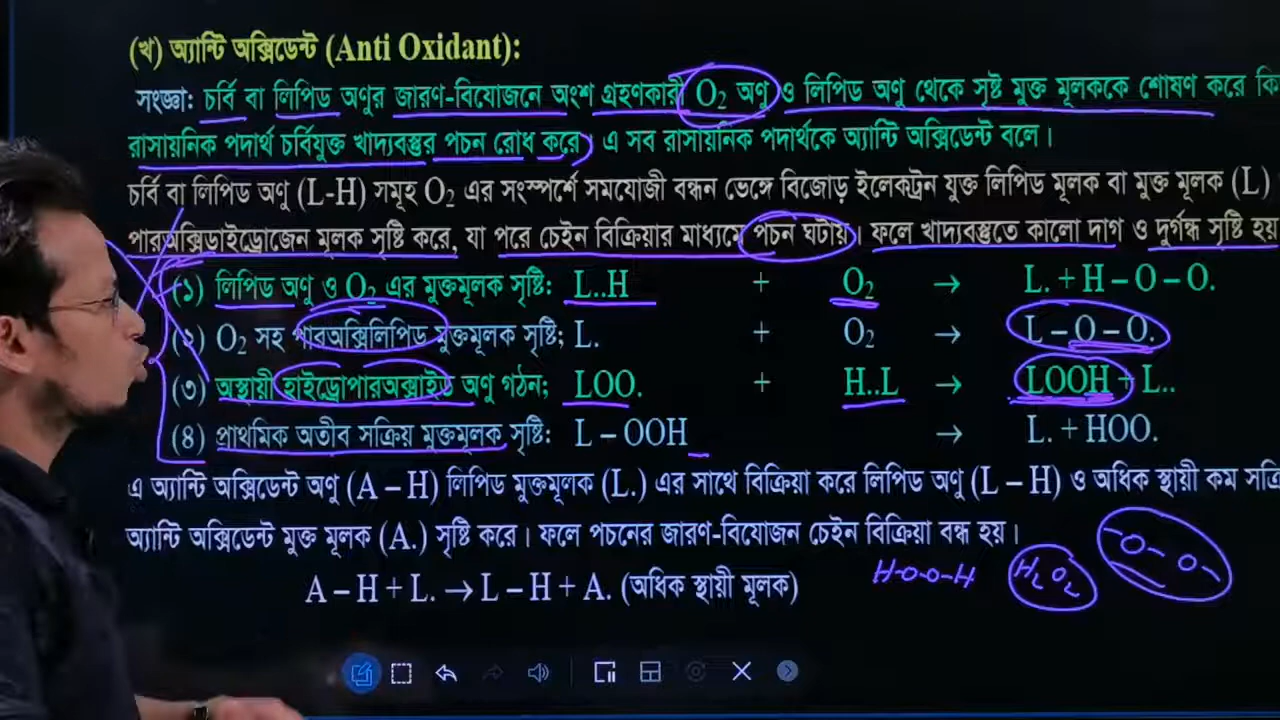 (খ) অ্যান্টি অক্সিডেন্ট (Anti Oxidant):
সংজ্ঞা: চর্বি বা লিপিড অণুর জারণ-বিযোজনে অংশ গ্রহণকারী O₂ অণু ও লিপিড অণু থেকে সৃষ্ট মুক্ত মূলককে শোষণ করে কি
রাসায়নিক পদার্থ চর্বিযুক্ত খাদ্যবস্তুর পচন রোধ করে। এ সব রাসায়নিক পদার্থকে অ্যান্টি অক্সিডেন্ট বলে।
চর্বি বা লিপিড অণু (L-H) সমূহ O₂ এর সংস্পর্শে সমযোজী বন্ধন ভেঙ্গে বিজোড় ইলেকট্রন যুক্ত লিপিড মূলক বা মুক্ত মূলক (L)
পারঅক্সিডাইড্রোজেন মূলক সৃষ্টি করে, যা পরে চেইন বিক্রিয়ার মাধ্যমে পচন ঘটায়। ফলে খাদ্যবস্তুতে কালো দাগ ও দুর্গন্ধ সৃষ্টি হয়
(১) লিপিড অণু ও O₂ এর মুক্তমূলক সৃষ্টি: L..H + O₂ → L. + H – O – O.
(২) O₂ সহ পারঅক্সিলিপিড মুক্তমূলক সৃষ্টি; L. + O₂ → L – O – O.
(৩) অস্থায়ী হাইড্রোপারঅক্সাইড অণু গঠন; LOO. + H..L → LOOH + L..
(৪) প্রাথমিক অতীব সক্রিয় মুক্তমূলক সৃষ্টি: L – OOH → L. + HOO.
এ অ্যান্টি অক্সিডেন্ট অণু (A – H) লিপিড মুক্তমূলক (L.) এর সাথে বিক্রিয়া করে লিপিড অণু (L – H) ও অধিক স্থায়ী কম সক্রি
অ্যান্টি অক্সিডেন্ট মুক্ত মূলক (A.) সৃষ্টি করে। ফলে পচনের জারণ-বিযোজন চেইন বিক্রিয়া বন্ধ হয়।
H-O-O-H H₂O₂ -O-O-
A – H + L. → L – H + A. (অধিক স্থায়ী মূলক)